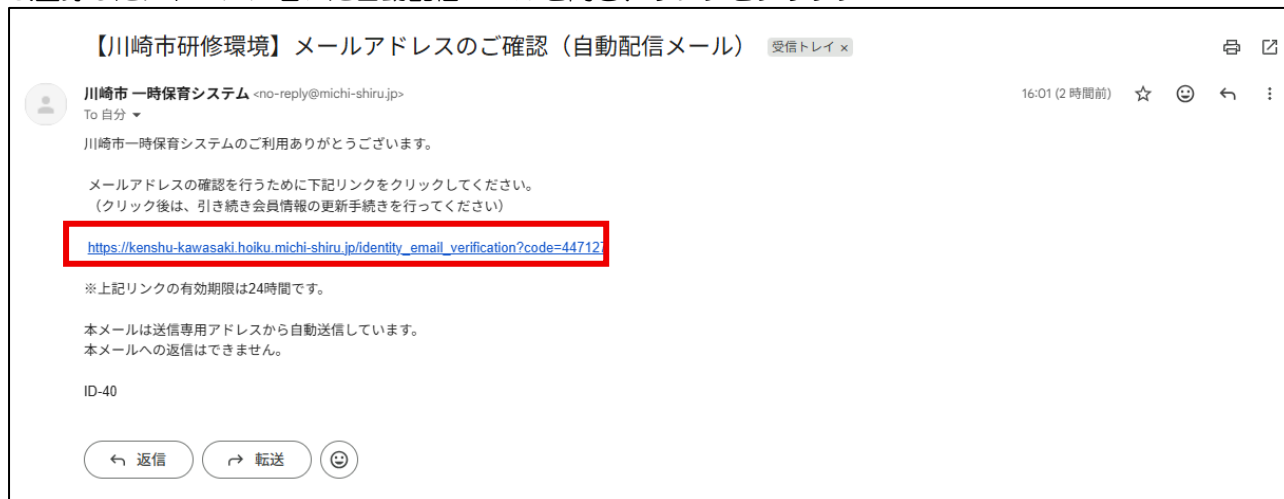 【川崎市研修環境】メールアドレスのご確認（自動配信メール） 受信トレイ ×
川崎市 一時保育システム <no-reply@michi-shiru.jp> 16:01 (2 時間前)
To 自分
川崎市一時保育システムのご利用ありがとうございます。
メールアドレスの確認を行うために下記リンクをクリックしてください。
（クリック後は、引き続き会員情報の更新手続きを行ってください）
https://kenshu-kawasaki.hoiku.michi-shiru.jp/identity_email_verification?code=447127
※上記リンクの有効期限は24時間です。
本メールは送信専用アドレスから自動送信しています。
本メールへの返信はできません。
ID-40
返信 転送